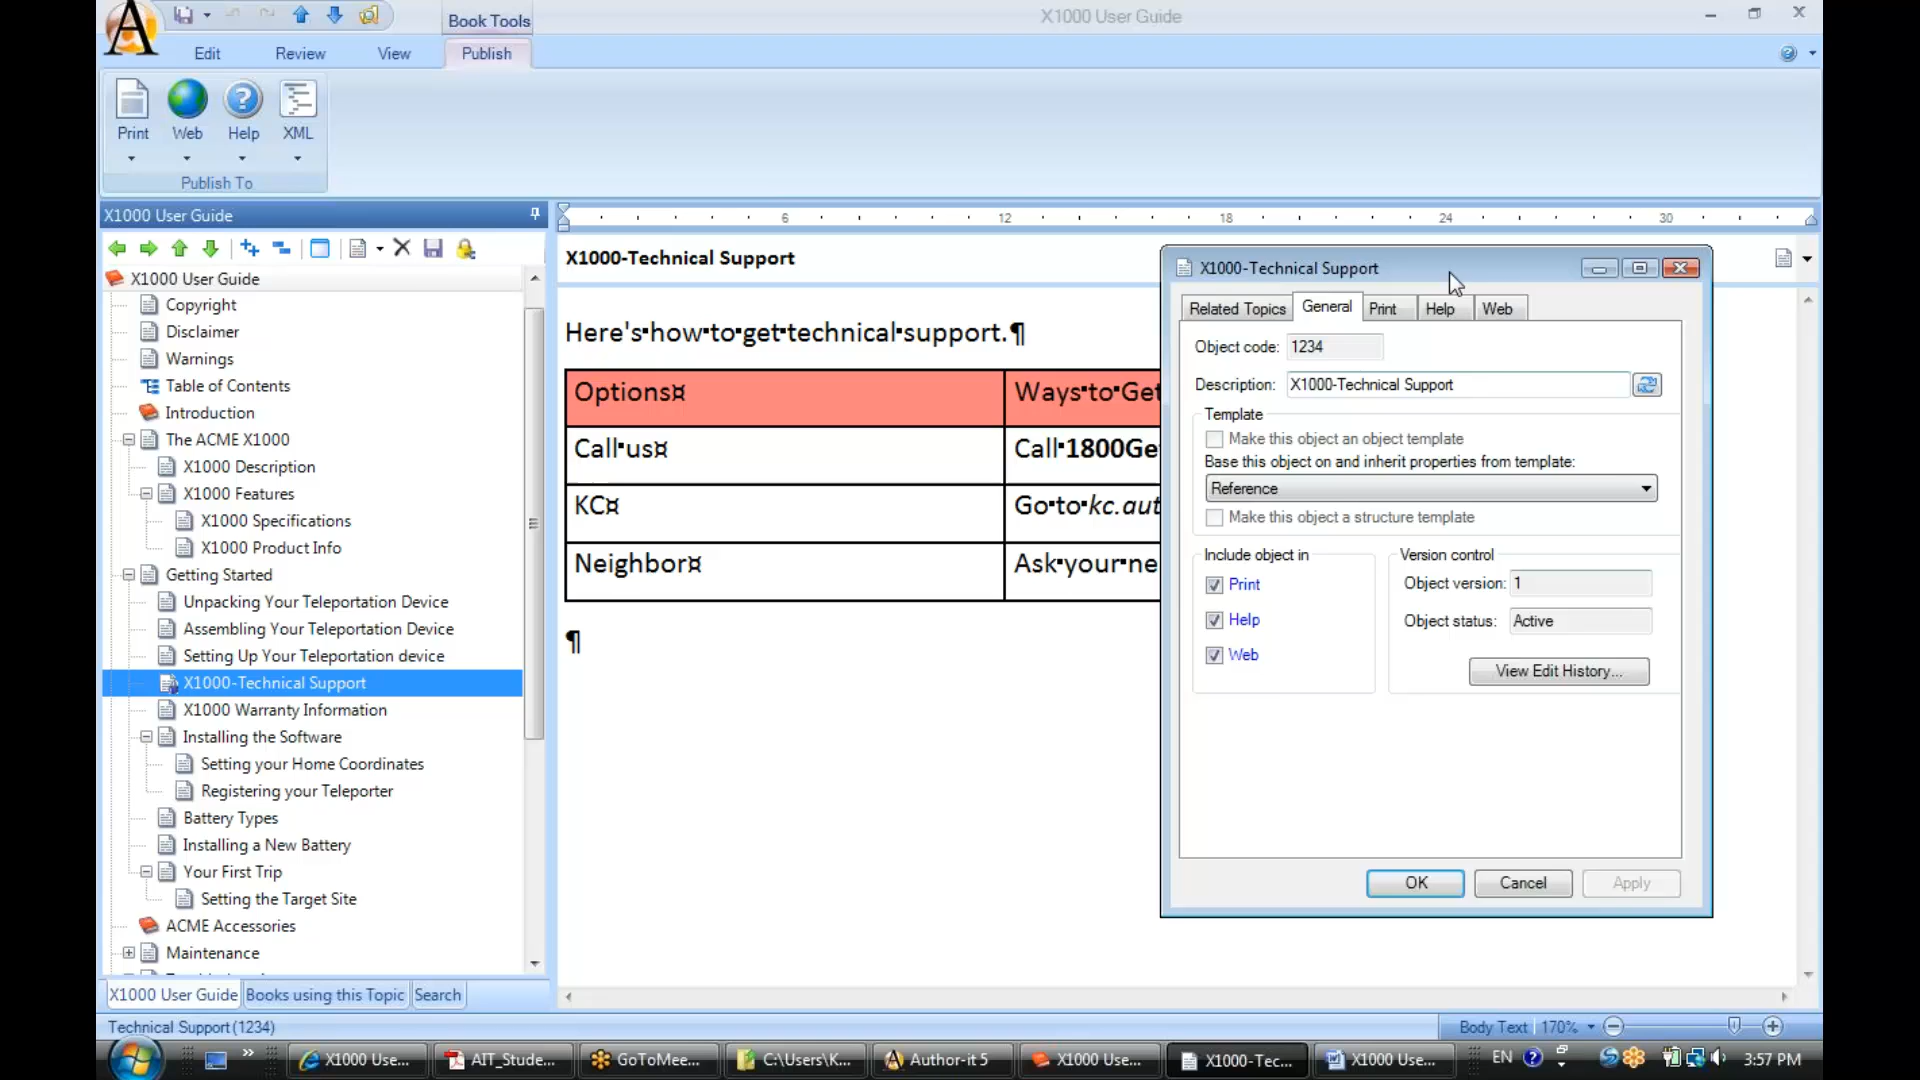 Book Tools
X1000 User Guide
Edit
Review
View
Publish
Print
Web
Help
XML
Publish To
X1000 User Guide
6
12
18
24
30
X1000 User Guide
Copyright
Disclaimer
Warnings
Table of Contents
Introduction
The ACME X1000
X1000 Description
X1000 Features
X1000 Specifications
X1000 Product Info
Getting Started
Unpacking Your Teleportation Device
Assembling Your Teleportation Device
Setting Up Your Teleportation device
X1000-Technical Support
X1000 Warranty Information
Installing the Software
Setting your Home Coordinates
Registering your Teleporter
Battery Types
Installing a New Battery
Your First Trip
Setting the Target Site
ACME Accessories
Maintenance
X1000 User Guide
Books using this Topic
Search
X1000-Technical Support
Here's·how·to·get·technical·support.¶
Options¤
Ways·to·Get
Call·us¤
Call·1800Ge
KC¤
Go·to·kc.aut
Neighbor¤
Ask·your·ne
¶
X1000-Technical Support
Related Topics
General
Print
Help
Web
Object code: 1234
Description: X1000-Technical Support
Template
Make this object an object template
Base this object on and inherit properties from template:
Reference
Make this object a structure template
Include object in
Print
Help
Web
Version control
Object version: 1
Object status: Active
View Edit History...
OK
Cancel
Apply
Technical Support (1234)
Body Text
170%
X1000 Use...
AIT_Stude...
GoToMee...
C:\Users\K...
Author-it 5
X1000 Use...
X1000-Tec...
X1000 Use...
EN
3:57 PM